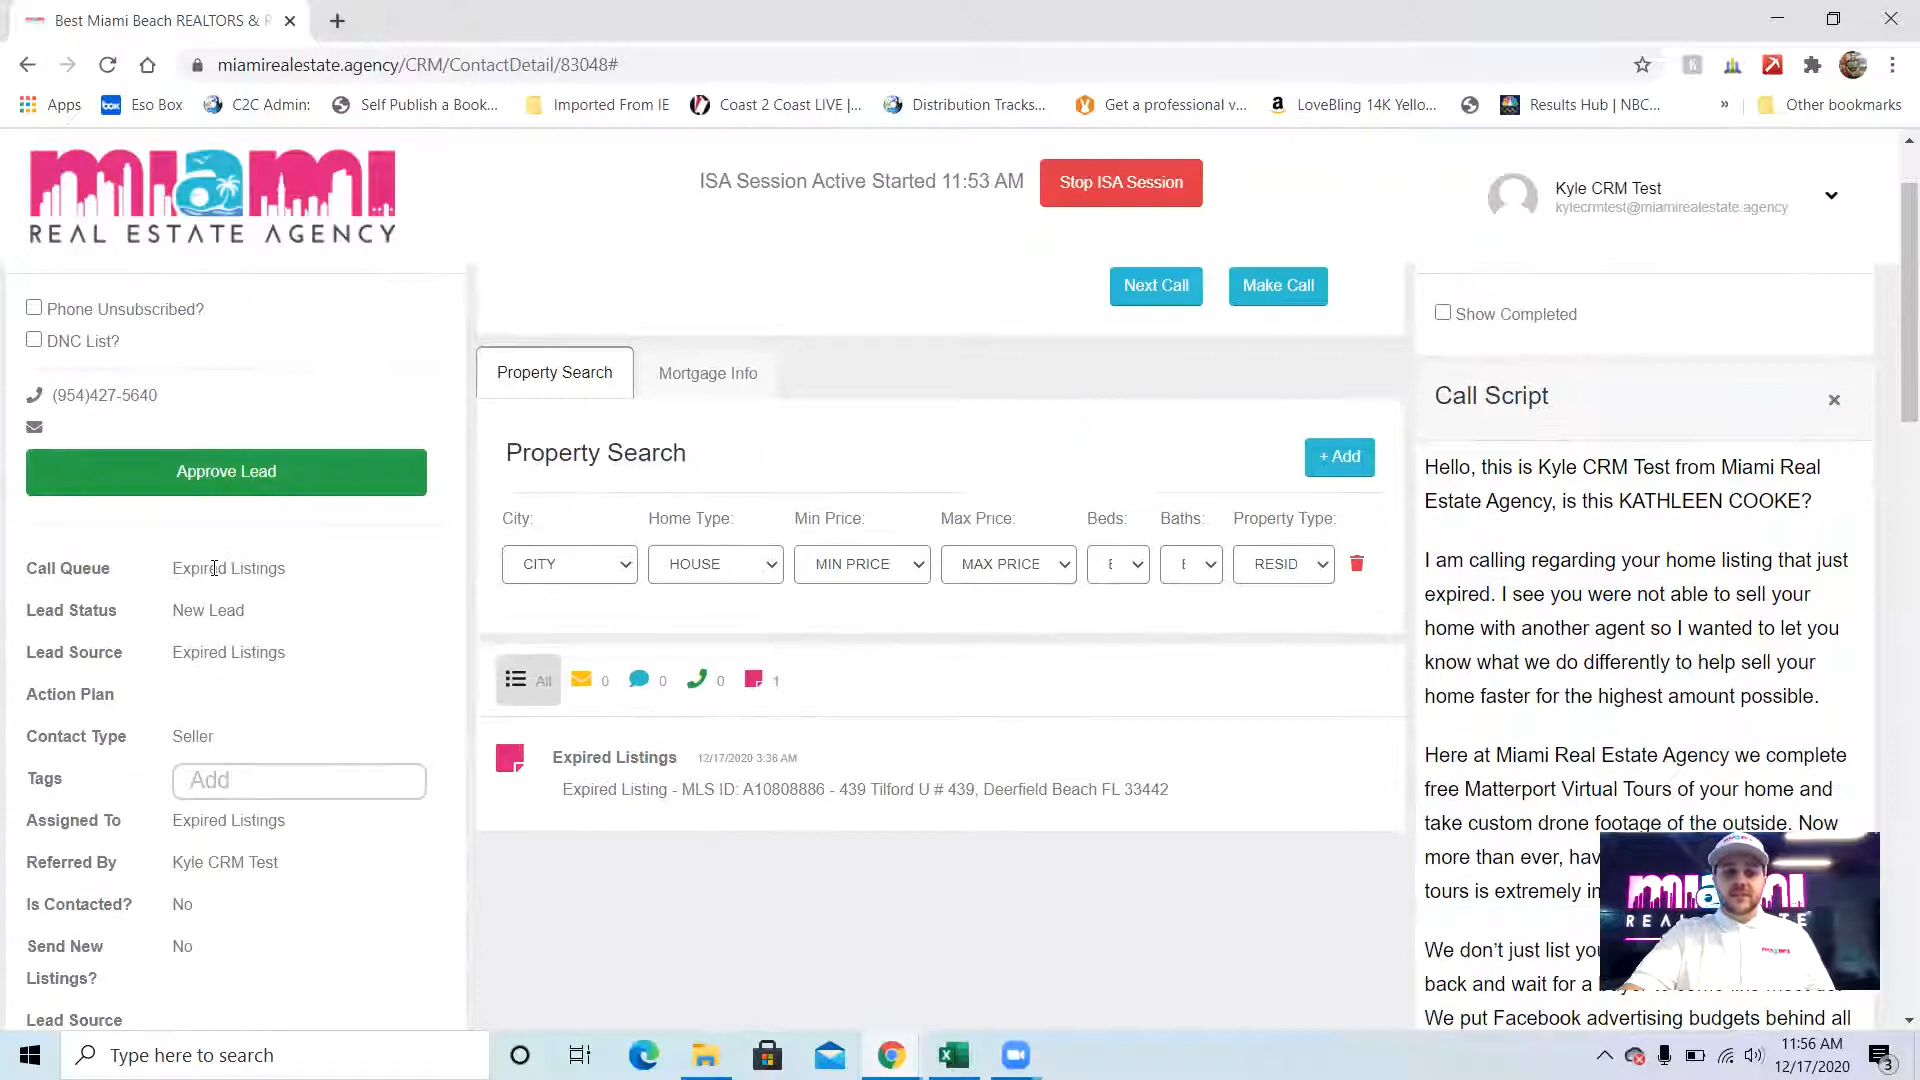 Best Miami Beach REALTORS & R
miamirealestate.agency/CRM/ContactDetail/83048#
Apps
Eso Box
C2C Admin:
Self Publish a Book...
Imported From IE
Coast 2 Coast LIVE |...
Distribution Tracks...
Get a professional v...
LoveBling 14K Yello...
Results Hub | NBC...
»
Other bookmarks
miami
REAL ESTATE AGENCY
ISA Session Active Started 11:53 AM
Stop ISA Session
Kyle CRM Test
kylecrmtest@miamirealestate.agency
Next Call
Make Call
Phone Unsubscribed?
DNC List?
(954)427-5640
Approve Lead
Call Queue Expired Listings
Lead Status New Lead
Lead Source Expired Listings
Action Plan
Contact Type Seller
Tags Add
Assigned To Expired Listings
Referred By Kyle CRM Test
Is Contacted? No
Send New No
Listings?
Lead Source
Property Search
Mortgage Info
Property Search
+ Add
City: Home Type: Min Price: Max Price: Beds: Baths: Property Type:
CITY HOUSE MIN PRICE MAX PRICE RESID
All 0 0 0 1
Expired Listings 12/17/2020 3:36 AM
Expired Listing - MLS ID: A10808886 - 439 Tilford U # 439, Deerfield Beach FL 33442
Show Completed
Call Script
Hello, this is Kyle CRM Test from Miami Real
Estate Agency, is this KATHLEEN COOKE?
I am calling regarding your home listing that just
expired. I see you were not able to sell your
home with another agent so I wanted to let you
know what we do differently to help sell your
home faster for the highest amount possible.
Here at Miami Real Estate Agency we complete
free Matterport Virtual Tours of your home and
take custom drone footage of the outside. Now
more than ever, hav
tours is extremely i
We don't just list yo
back and wait for a
We put Facebook advertising budgets behind all
miami
Type here to search
11:56 AM
12/17/2020
3